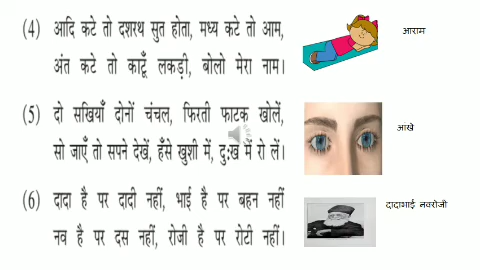 (4) आदि कटे तो दशरथ सुत होता, मध्य कटे तो आम,
अंत कटे तो काटूँ लकड़ी, बोलो मेरा नाम।
आराम
(5) दो सखियाँ दोनों चंचल, फिरती फाटक खोलें,
सो जाएँ तो सपने देखें, हँसे खुशी में, दुःख में रो लें।
आखे
(6) दादा है पर दादी नहीं, भाई है पर बहन नहीं
नव है पर दस नहीं, रोजी है पर रोटी नहीं।
दादाभाई नवरोजी